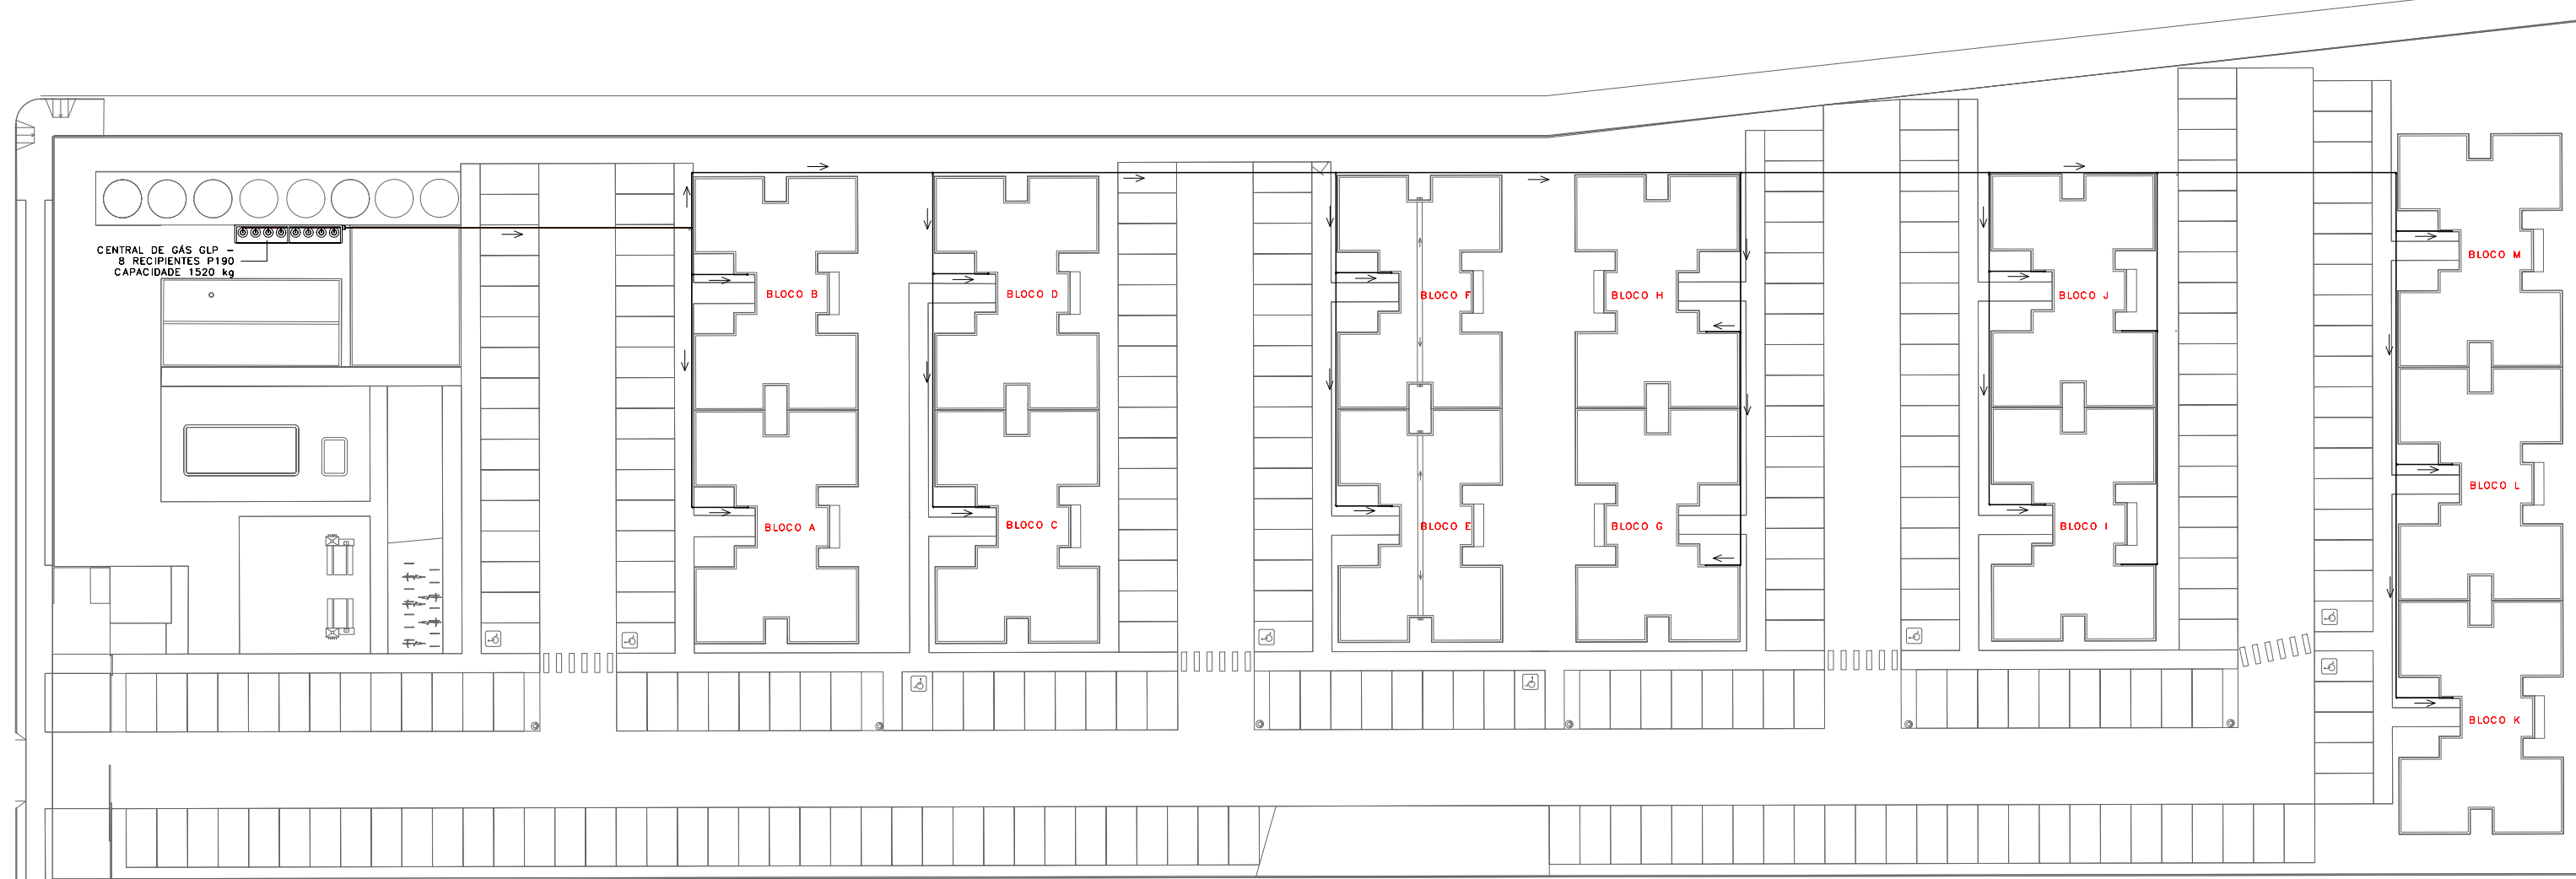 CENTRAL DE GÁS GLP –
8 RECIPIENTES P190
CAPACIDADE 1520 kg
BLOCO B
BLOCO D
BLOCO F
BLOCO H
BLOCO J
BLOCO M
BLOCO A
BLOCO C
BLOCO E
BLOCO G
BLOCO I
BLOCO L
BLOCO K